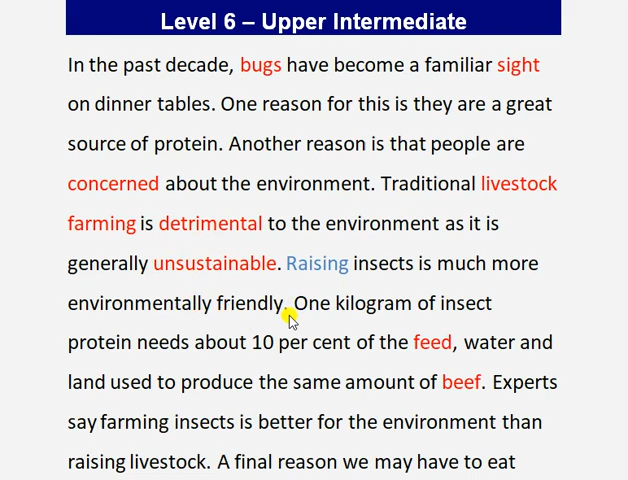 Level 6 – Upper Intermediate
In the past decade, bugs have become a familiar sight
on dinner tables. One reason for this is they are a great
source of protein. Another reason is that people are
concerned about the environment. Traditional livestock
farming is detrimental to the environment as it is
generally unsustainable. Raising insects is much more
environmentally friendly. One kilogram of insect
protein needs about 10 per cent of the feed, water and
land used to produce the same amount of beef. Experts
say farming insects is better for the environment than
raising livestock. A final reason we may have to eat